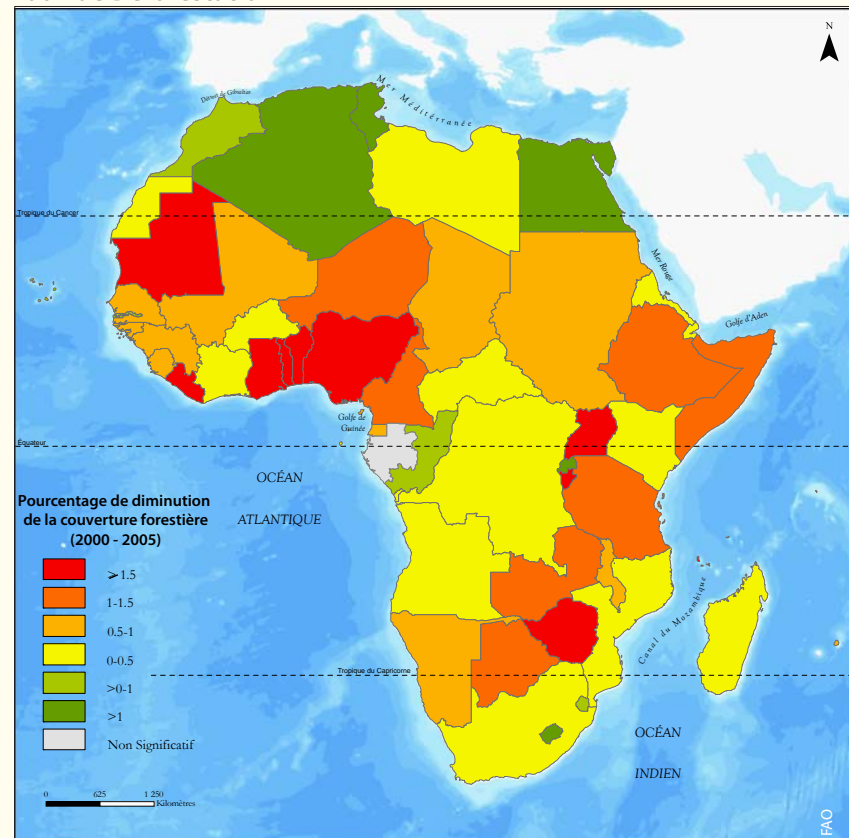 N
Détroit de Gibraltar
Mer Méditérranée
Tropique du Cancer
Mer Rouge
Golfe d'Aden
Golfe de
Guinée
Équateur
OCÉAN
ATLANTIQUE
Pourcentage de diminution
de la couverture forestière
(2000 - 2005)
⩾1.5
1-1.5
0.5-1
0-0.5
>0-1
>1
Non Significatif
Canal du Mozambique
Tropique du Capricorne
OCÉAN
INDIEN
0 625 1 250
Kilomètres
FAO